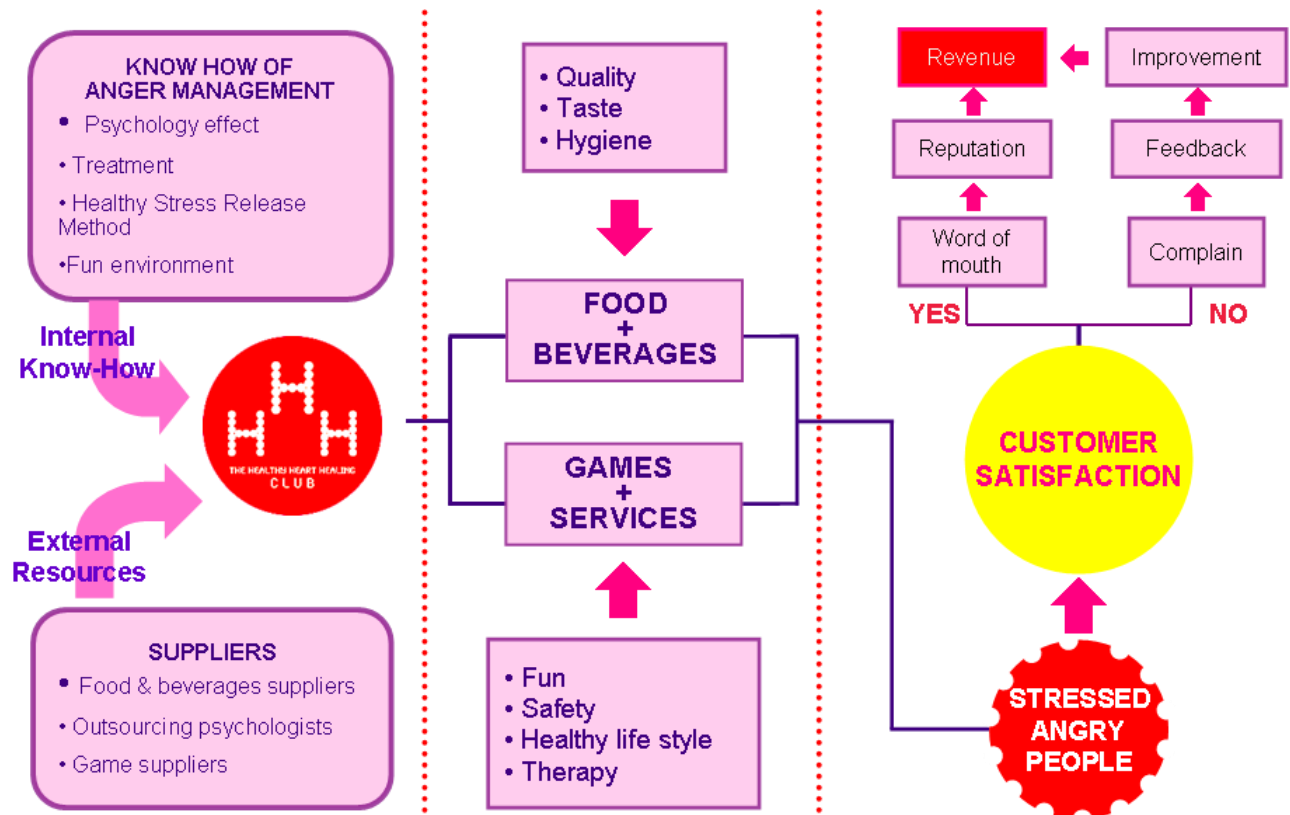 KNOW HOW OF
ANGER MANAGEMENT
• Psychology effect
• Treatment
• Healthy Stress Release
Method
•Fun environment
Internal
Know-How
HHH
THE HEALTHY HEART HEALING
CLUB
External
Resources
SUPPLIERS
• Food & beverages suppliers
• Outsourcing psychologists
• Game suppliers
• Quality
• Taste
• Hygiene
FOOD
+
BEVERAGES
GAMES
+
SERVICES
• Fun
• Safety
• Healthy life style
• Therapy
Revenue
Improvement
Reputation
Feedback
Word of
mouth
Complain
YES
NO
CUSTOMER
SATISFACTION
STRESSED
ANGRY
PEOPLE